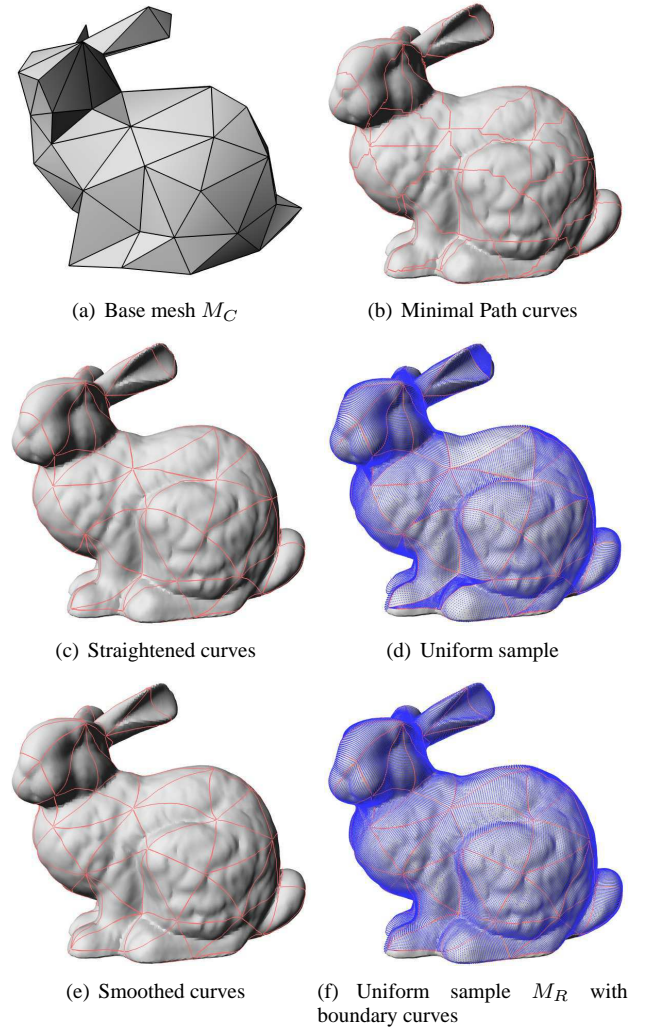 (a) Base mesh M_C
(b) Minimal Path curves
(c) Straightened curves
(d) Uniform sample
(e) Smoothed curves
(f) Uniform sample M_R with
boundary curves